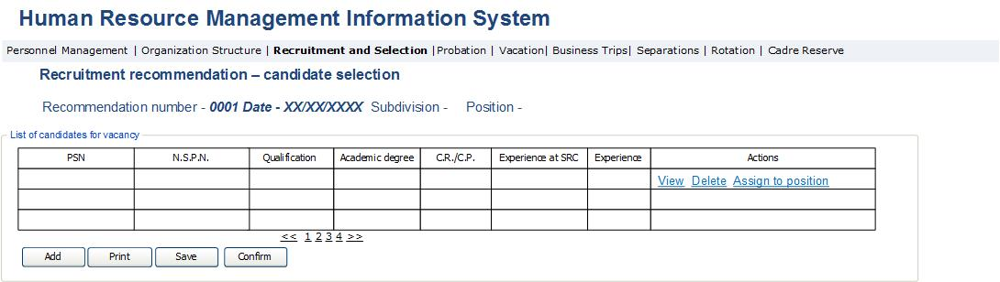 Human Resource Management Information System
Personnel Management | Organization Structure | Recruitment and Selection |Probation | Vacation| Business Trips| Separations | Rotation | Cadre Reserve
Recruitment recommendation – candidate selection
Recommendation number - 0001 Date - XX/XX/XXXX Subdivision - Position -
List of candidates for vacancy
PSN N.S.P.N. Qualification Academic degree C.R./C.P. Experience at SRC Experience Actions
View Delete Assign to position
<< 1 2 3 4 >>
Add Print Save Confirm